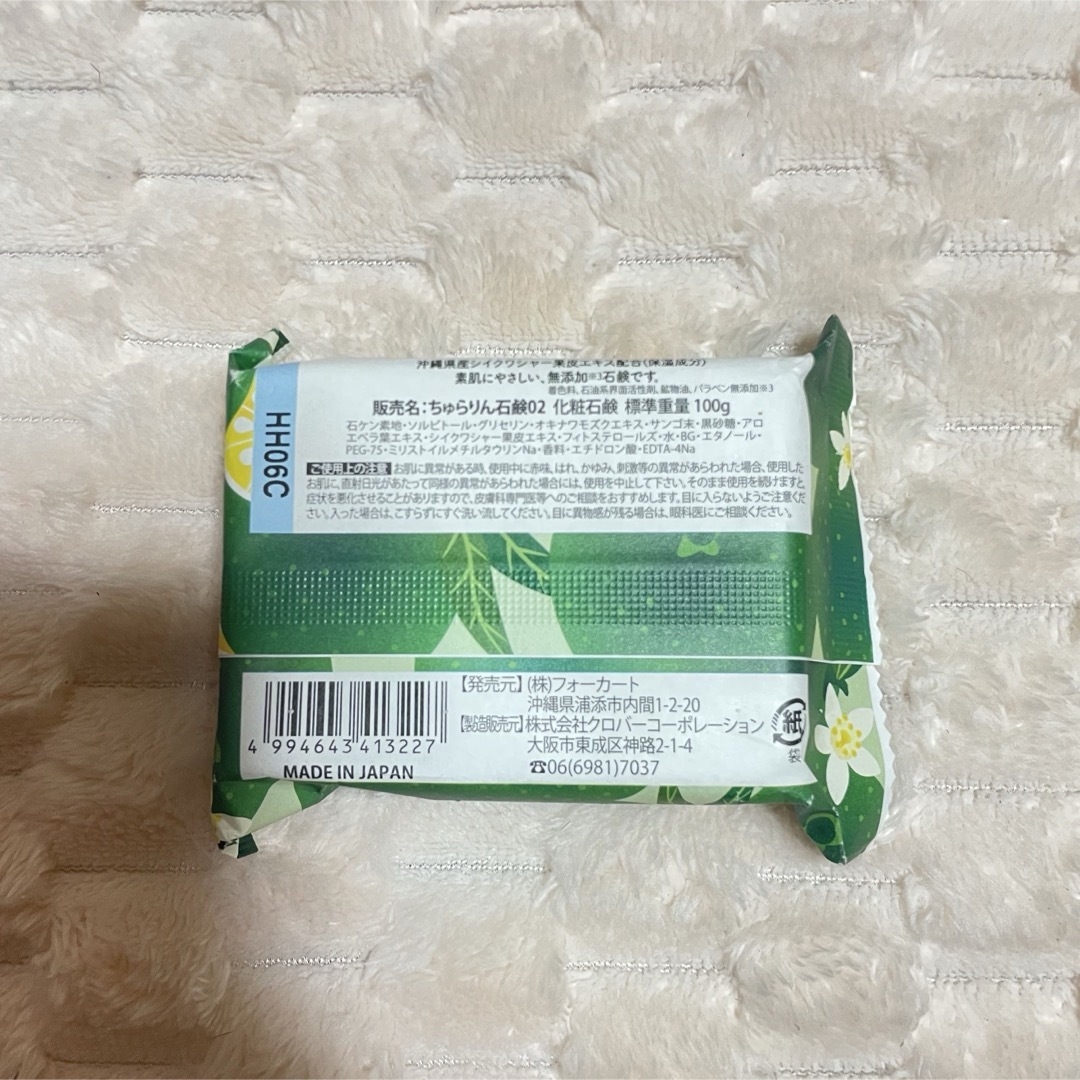 沖縄県産シイクワシャー果皮エキス配合(保湿成分)
素肌にやさしい、無添加※3石鹸です。
着色料、石油系界面活性剤、鉱物油、パラベン無添加※3
販売名:ちゅらりん石鹸02 化粧石鹸 標準重量 100g
石ケン素地・ソルビトール・グリセリン・オキナワモズクエキス・サンゴ末・黒砂糖・アロ
エベラ葉エキス・シイクワシャー果皮エキス・フィトステロールズ・水・BG・エタノール・
PEG-75・ミリストイルメチルタウリンNa・香料・エチドロン酸・EDTA-4Na
ご使用上の注意 お肌に異常がある時、使用中に赤味、はれ、かゆみ、刺激等の異常があらわれた場合、使用した
お肌に、直射日光があたって同様の異常があらわれた場合には、使用を中止して下さい。そのまま使用を続けますと
症状を悪化させることがありますので、皮膚科専門医等へのご相談をおすすめします。目に入らないようご注意くだ
さい。入った場合は、こすらずにすぐ洗い流してください。目に異物感が残る場合は、眼科医にご相談ください。
HH06C
【発売元】(株)フォーカート
沖縄県浦添市内間1-2-20
【製造販売元】株式会社クロバーコーポレーション
大阪市東成区神路2-1-4
☎06(6981)7037
4 994643 413227
MADE IN JAPAN
紙
外装